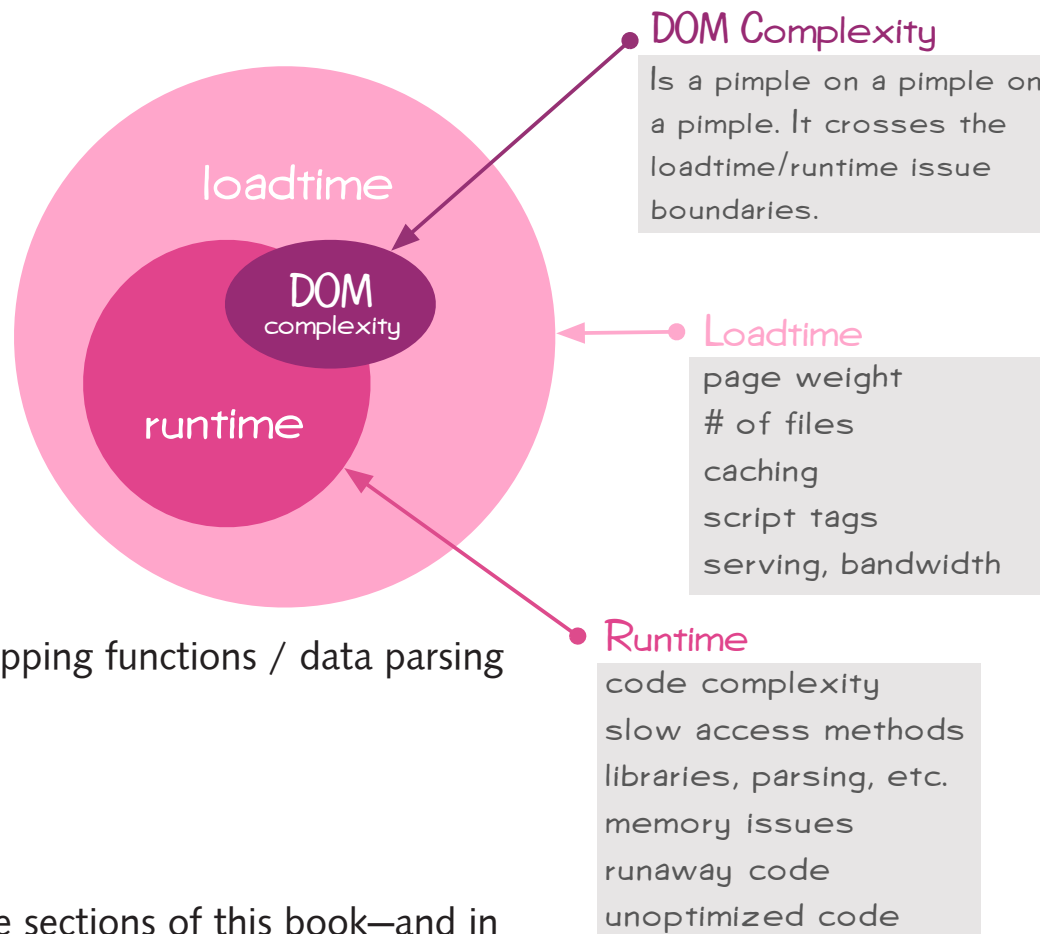 DOM Complexity
Is a pimple on a pimple on
a pimple. It crosses the
loadtime/runtime issue
boundaries.
loadtime
DOM
complexity
runtime
Loadtime
page weight
# of files
caching
script tags
serving, bandwidth
pping functions / data parsing
Runtime
code complexity
slow access methods
libraries, parsing, etc.
memory issues
runaway code
unoptimized code
e sections of this book—and in